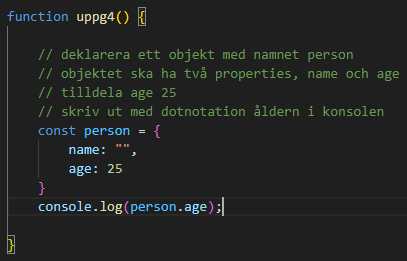 function uppg4() {
// deklarera ett objekt med namnet person
// objektet ska ha två properties, name och age
// tilldela age 25
// skriv ut med dotnotation åldern i konsolen
const person = {
name: "",
age: 25
}
console.log(person.age);
}